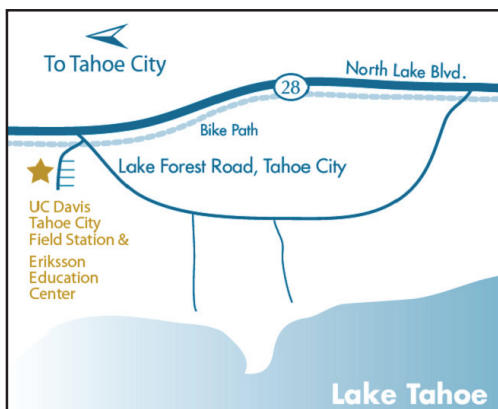 To Tahoe City
North Lake Blvd.
28
Bike Path
Lake Forest Road, Tahoe City
UC Davis
Tahoe City
Field Station &
Eriksson
Education
Center
Lake Tahoe